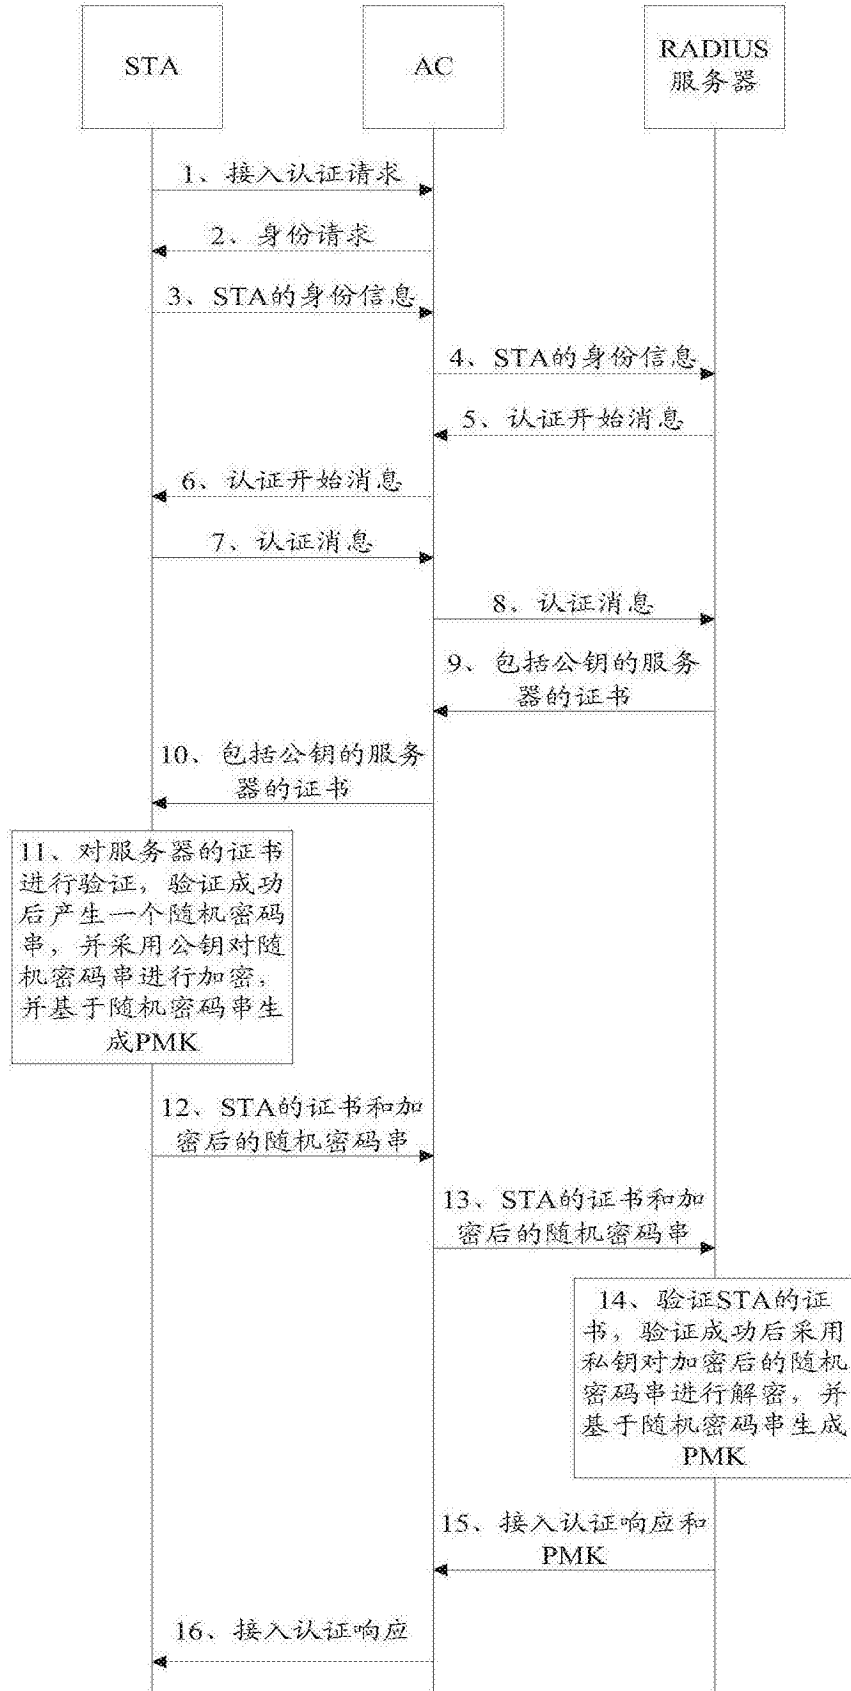 STA
AC
RADIUS
服务器
1、接入认证请求
2、身份请求
3、STA的身份信息
4、STA的身份信息
5、认证开始消息
6、认证开始消息
7、认证消息
8、认证消息
9、包括公钥的服务
器的证书
10、包括公钥的服务
器的证书
11、对服务器的证书
进行验证，验证成功
后产生一个随机密码
串，并采用公钥对随
机密码串进行加密，
并基于随机密码串生
成PMK
12、STA的证书和加
密后的随机密码串
13、STA的证书和加
密后的随机密码串
14、验证STA的证
书，验证成功后采用
私钥对加密后的随机
密码串进行解密，并
基于随机密码串生成
PMK
15、接入认证响应和
PMK
16、接入认证响应